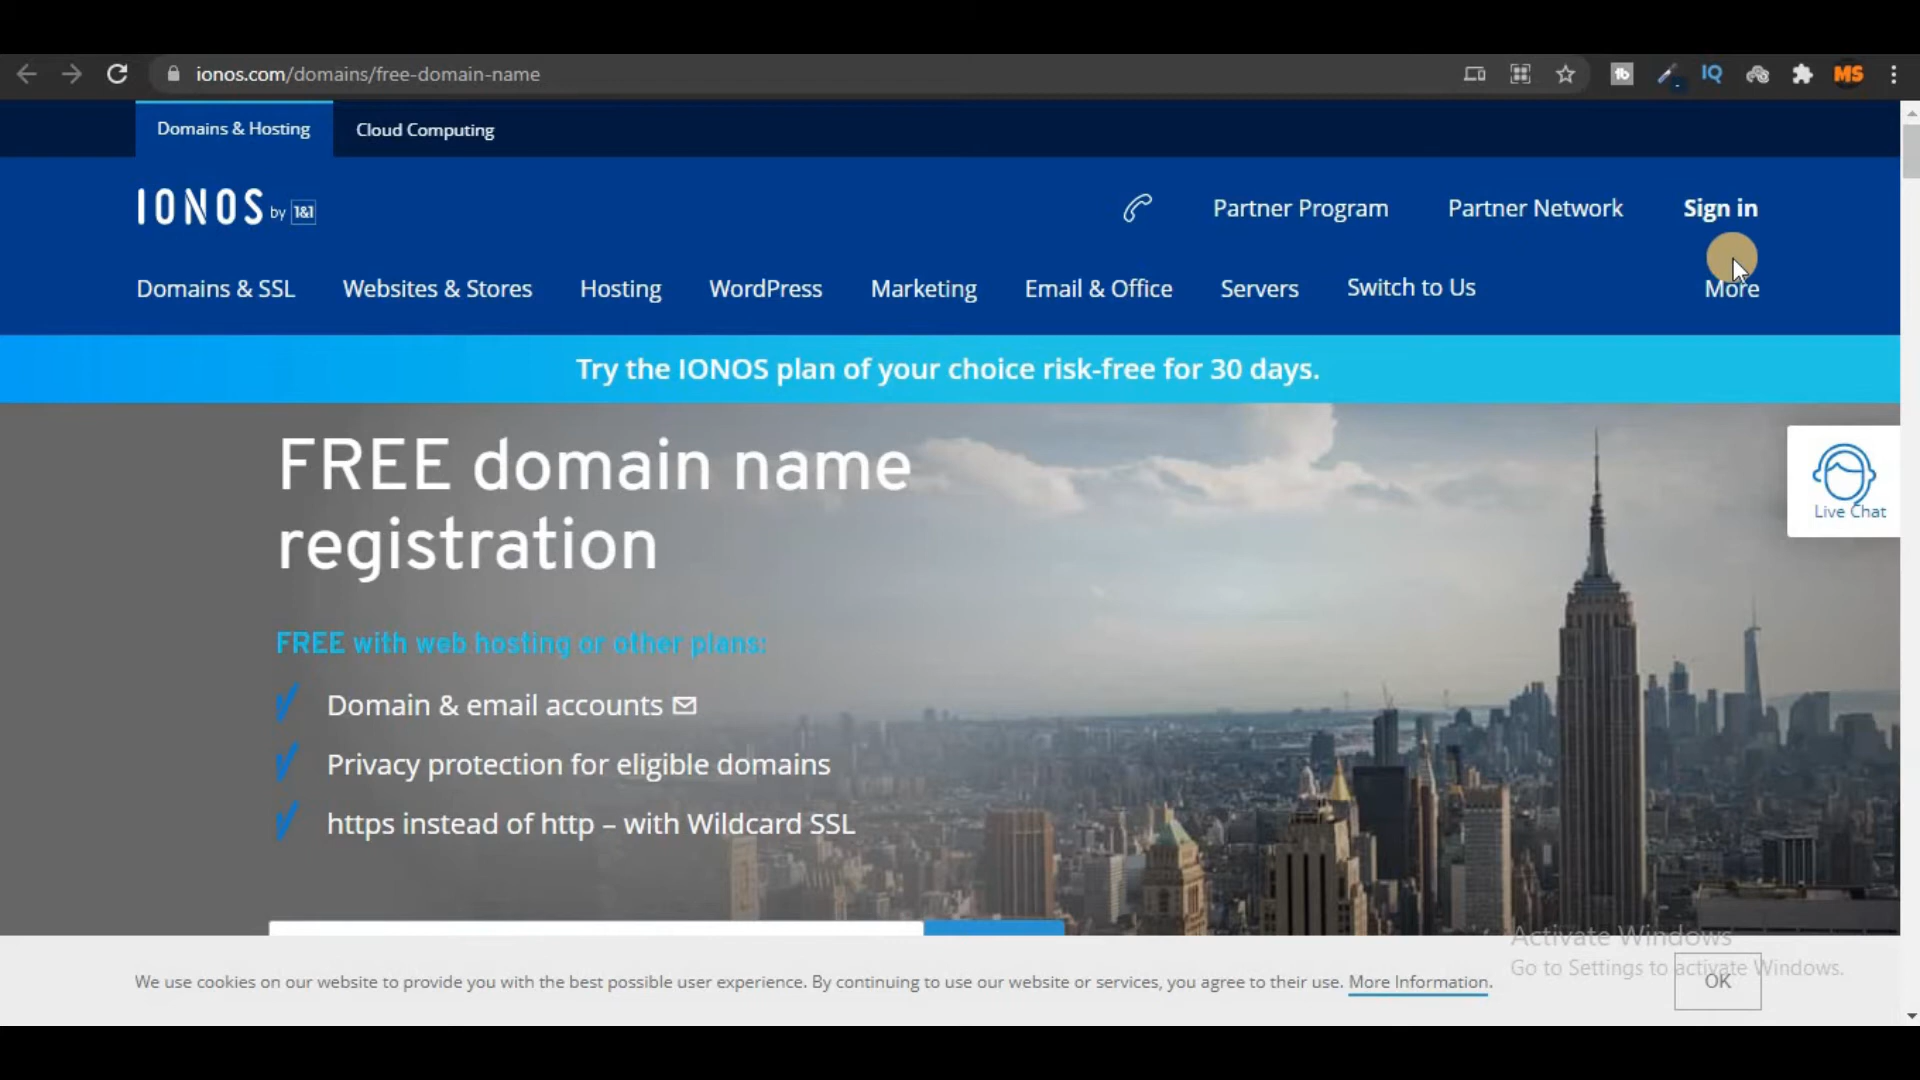 ionos.com/domains/free-domain-name
tb
IQ
MS
Domains & Hosting
Cloud Computing
IONOS by 1&1
Partner Program
Partner Network
Sign in
Domains & SSL
Websites & Stores
Hosting
WordPress
Marketing
Email & Office
Servers
Switch to Us
More
Try the IONOS plan of your choice risk-free for 30 days.
FREE domain name
registration
Live Chat
FREE with web hosting or other plans:
Domain & email accounts
Privacy protection for eligible domains
https instead of http – with Wildcard SSL
Activate Windows
Go to Settings to activate Windows.
We use cookies on our website to provide you with the best possible user experience. By continuing to use our website or services, you agree to their use. More Information.
OK